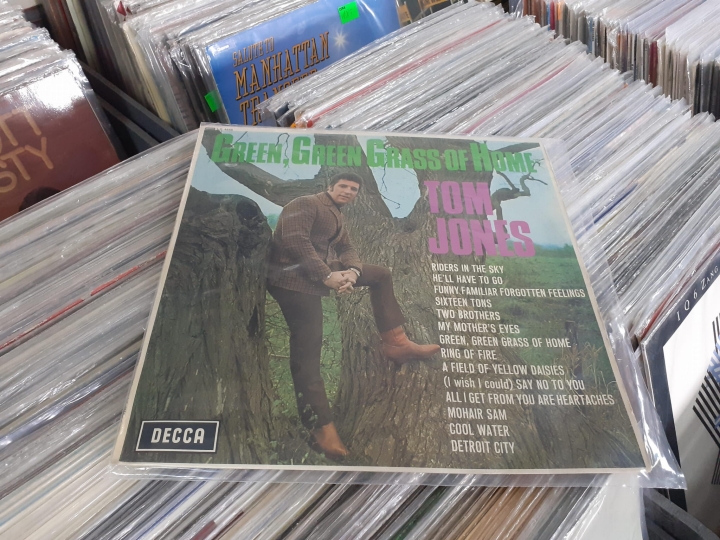 SALUTE TO
MANHATTAN
STY
GREEN, GREEN GRASS OF HOME
TOM
JONES
RIDERS IN THE SKY
HE'LL HAVE TO GO
FUNNY FAMILIAR FORGOTTEN FEELINGS
SIXTEEN TONS
TWO BROTHERS
MY MOTHER'S EYES
GREEN, GREEN GRASS OF HOME
RING OF FIRE
A FIELD OF YELLOW DAISIES
(I wish I could) SAY NO TO YOU
ALL I GET FROM YOU ARE HEARTACHES
MOHAIR SAM
COOL WATER
DETROIT CITY
DECCA